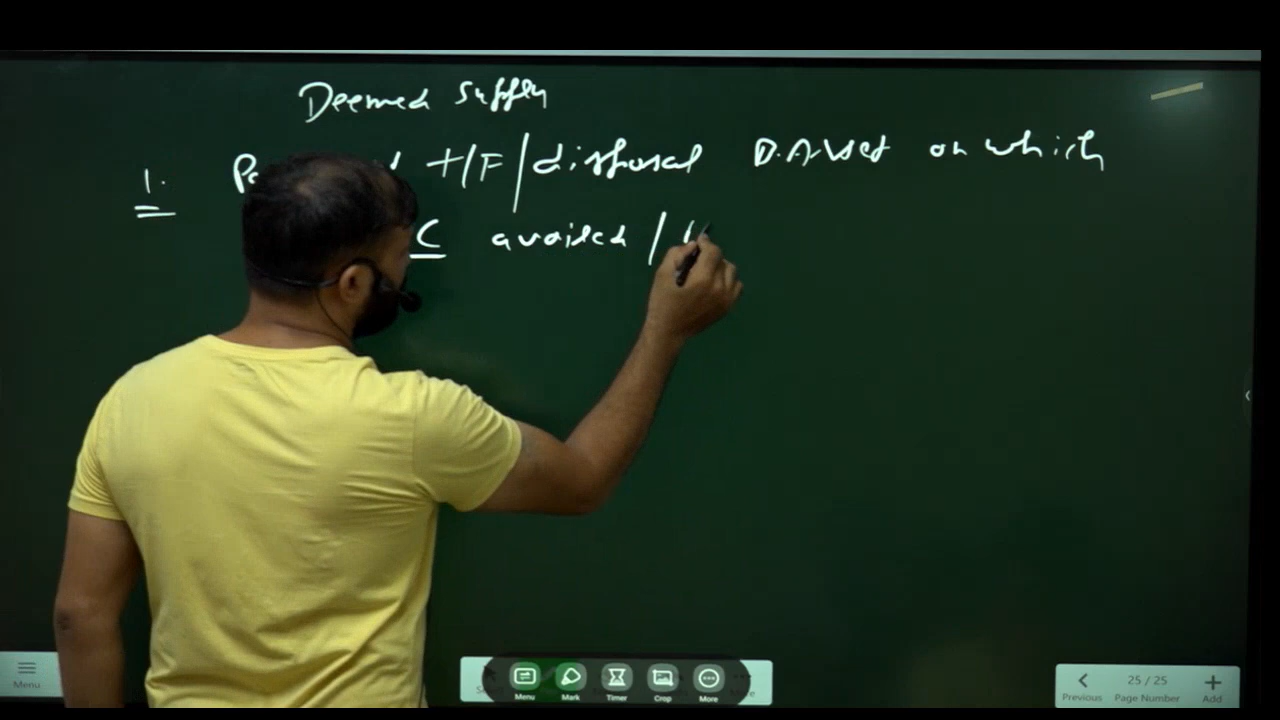 Deemed Supply
1. +/F/disposal B.Asset on which
C availed /
Menu
Menu Mark Timer Crop More
Previous 25 / 25 Page Number Add